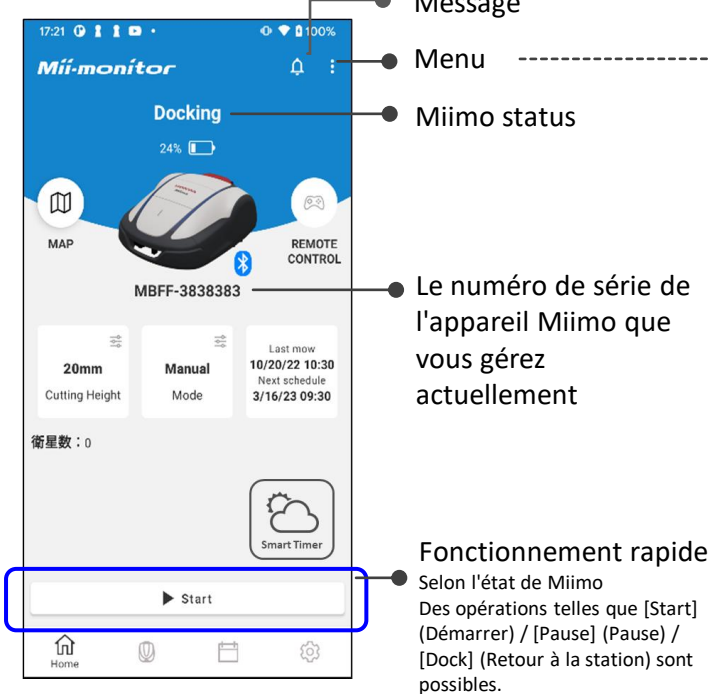 Message
17:21
100%
Mii-monitor
Menu
Docking
Miimo status
24%
HONDA
Miimo
MAP
REMOTE
CONTROL
MBFF-3838383
Le numéro de série de
l'appareil Miimo que
vous gérez
actuellement
20mm
Cutting Height
Manual
Mode
Last mow
10/20/22 10:30
Next schedule
3/16/23 09:30
衛星数：0
Smart Timer
Start
Home
Fonctionnement rapide
Selon l'état de Miimo
Des opérations telles que [Start]
(Démarrer) / [Pause] (Pause) /
[Dock] (Retour à la station) sont
possibles.